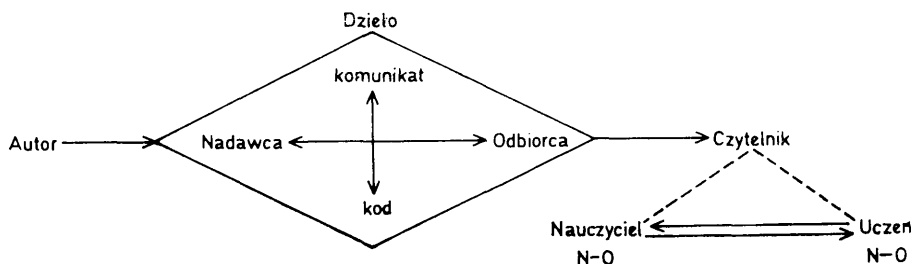 Dzieło
komunikat
Autor Nadawca Odbiorca Czytelnik
kod
Nauczyciel Uczeń
N-O N-O